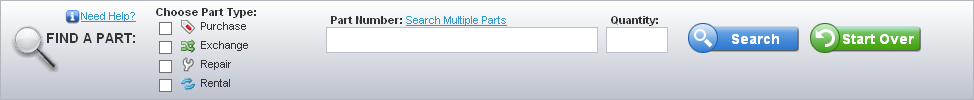 Need Help?
FIND A PART:
Choose Part Type:
Purchase
Exchange
Repair
Rental
Part Number: Search Multiple Parts
Quantity:
Search
Start Over